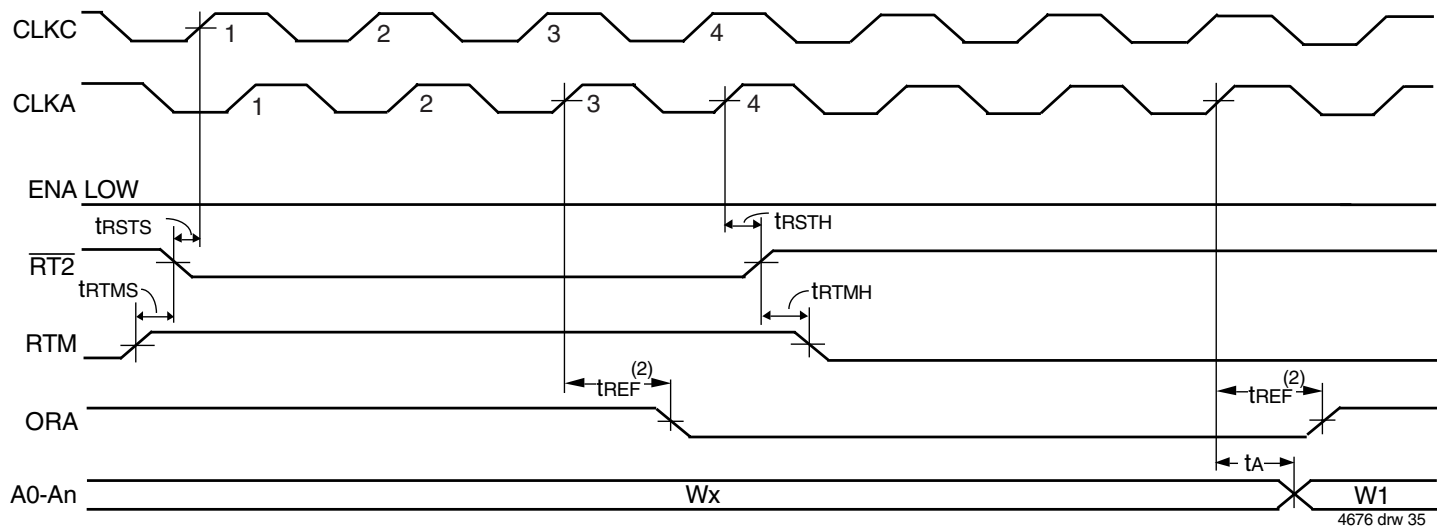 CLKC 1 2 3 4
CLKA 1 2 3 4
ENA LOW
tRSTS tRSTH
RT2
tRTMS tRTMH
RTM
tREF(2) tREF(2)
ORA
tA
A0-An Wx W1
4676 drw 35